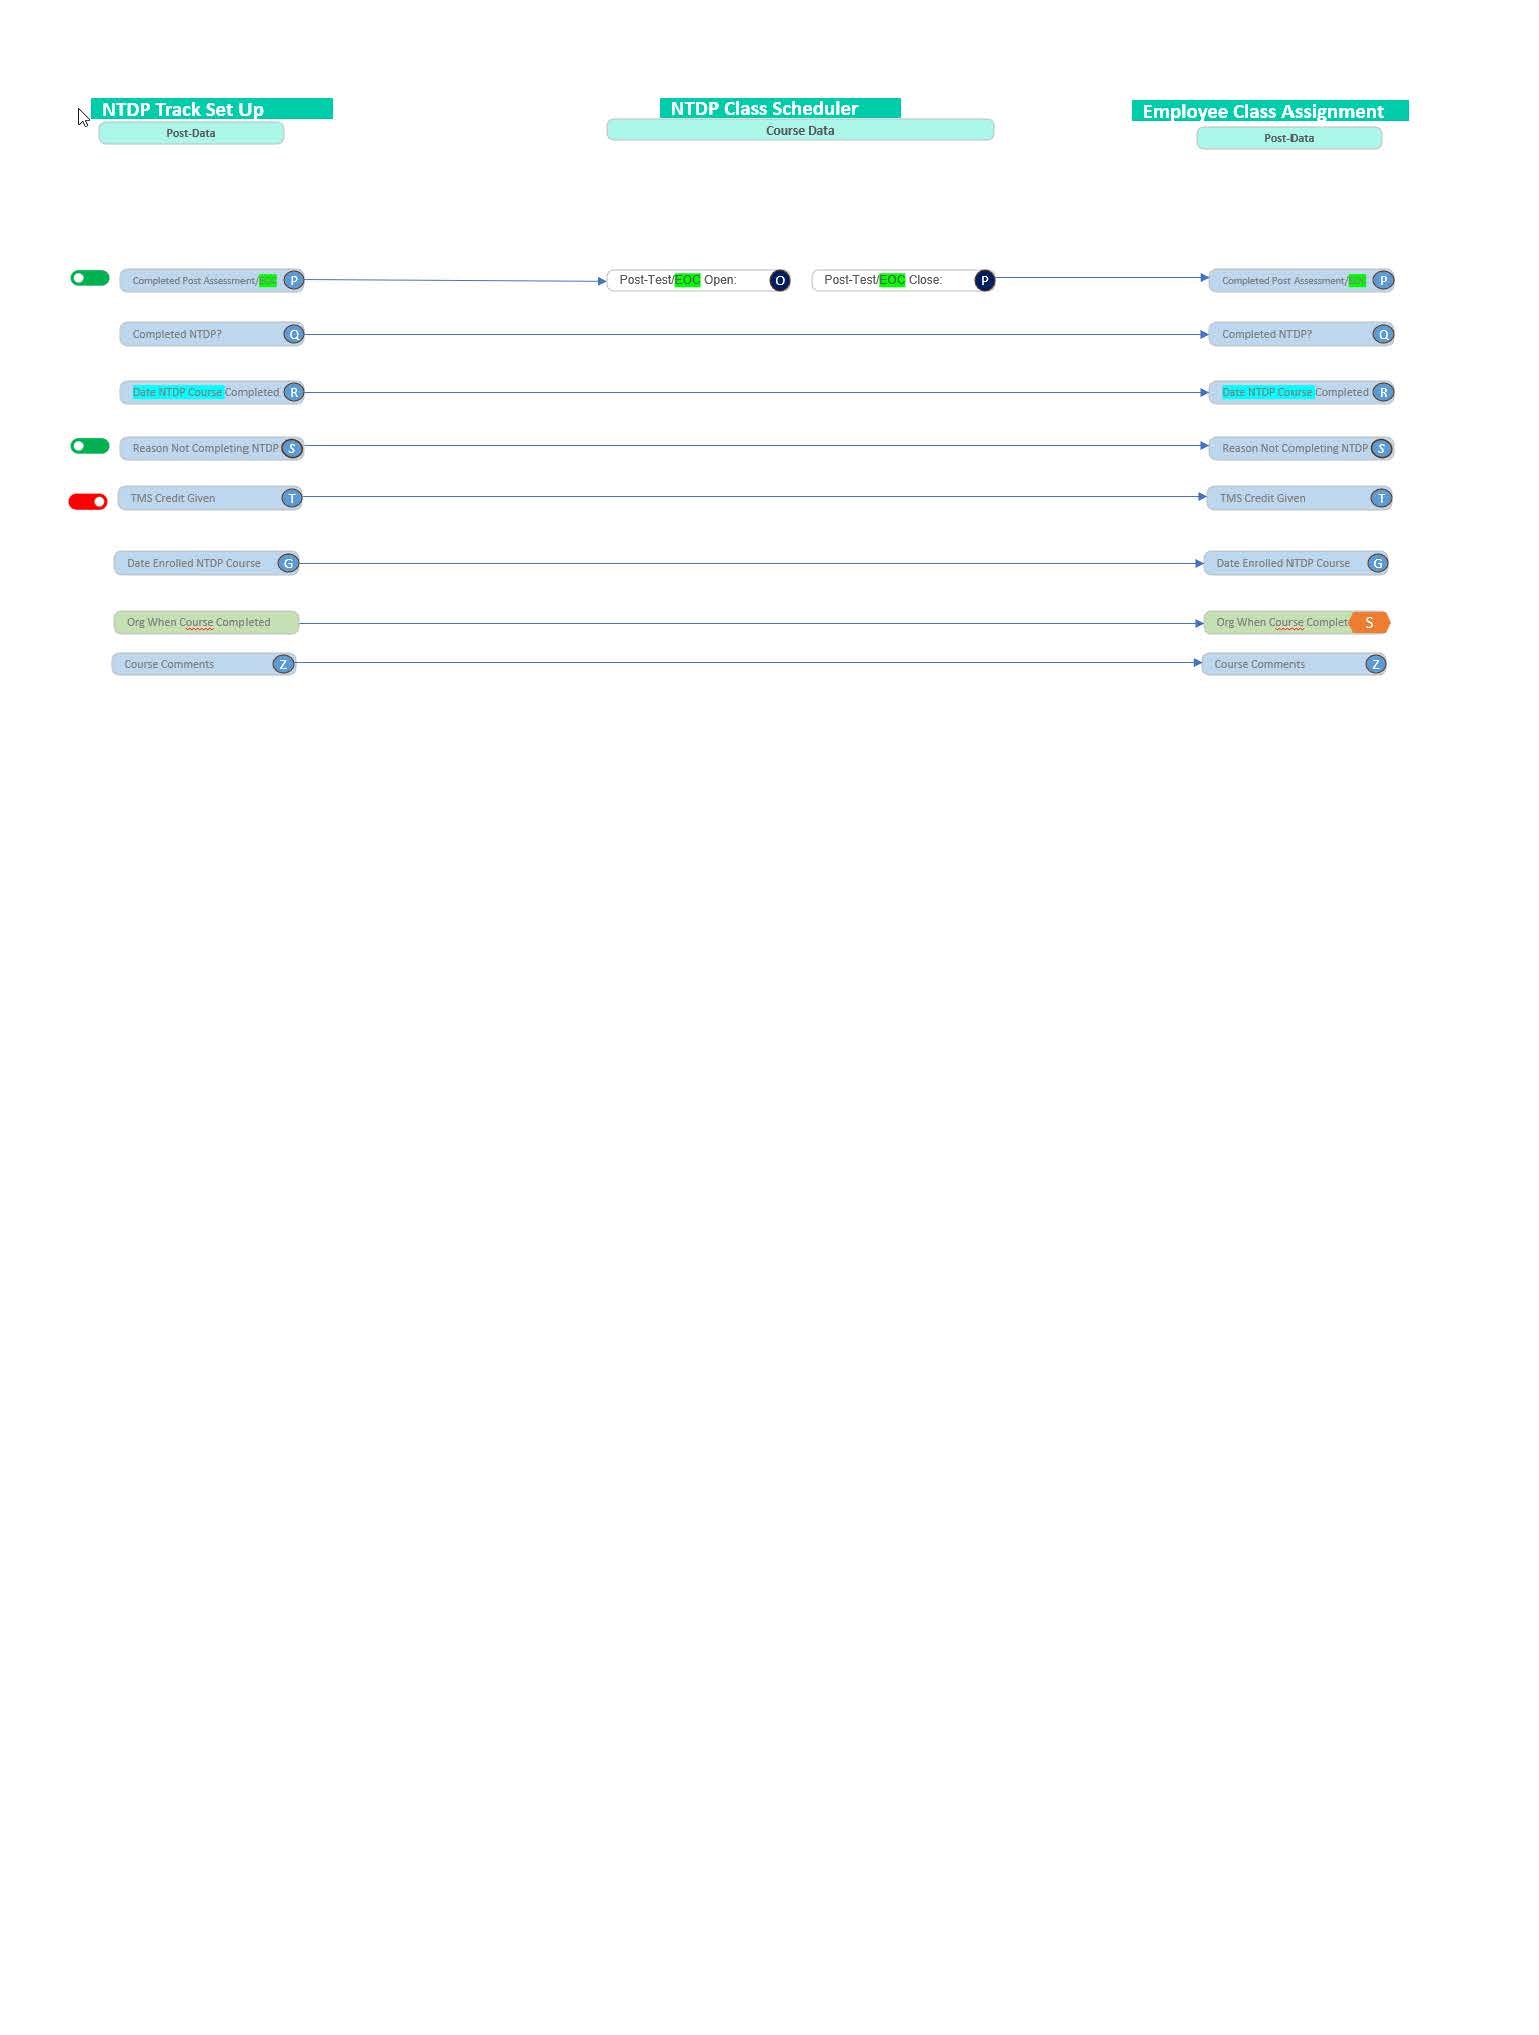 NTDP Track Set Up
NTDP Class Scheduler
Employee Class Assignment
Post-Data
Course Data
Post-Data
Completed Post Assessment/EOC P
Post-Test/EOC Open: O
Post-Test/EOC Close: P
Completed Post Assessment/EOC P
Completed NTDP? Q
Completed NTDP? Q
Date NTDP Course Completed R
Date NTDP Course Completed R
Reason Not Completing NTDP S
Reason Not Completing NTDP S
TMS Credit Given T
TMS Credit Given T
Date Enrolled NTDP Course G
Date Enrolled NTDP Course G
Org When Course Completed
Org When Course Complet S
Course Comments Z
Course Comments Z